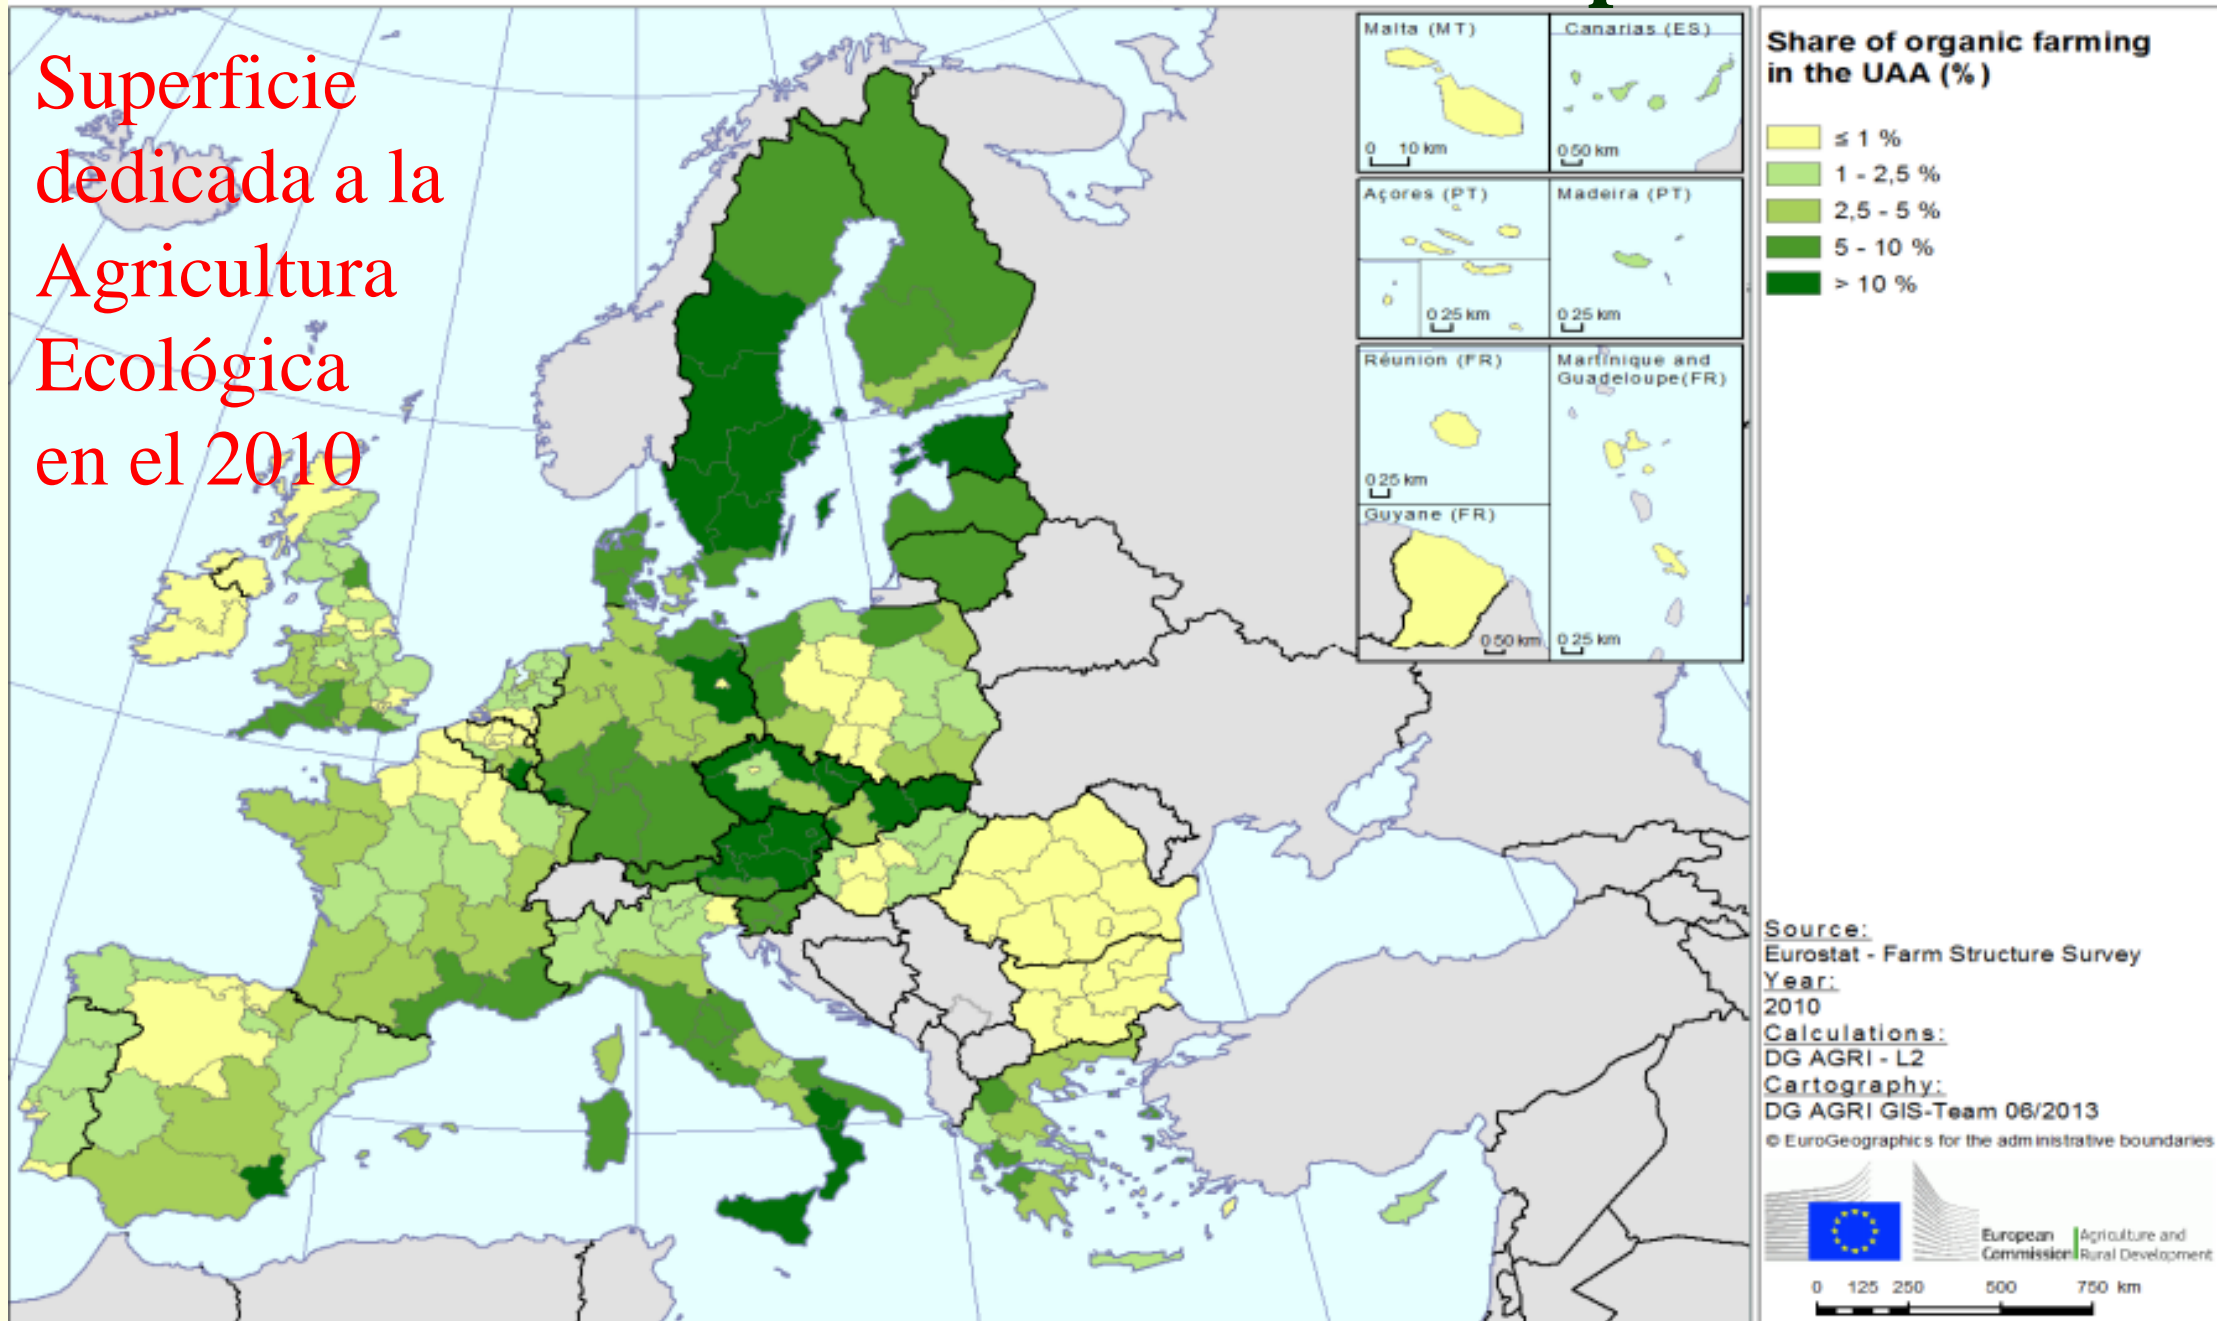 Superficie
dedicada a la
Agricultura
Ecológica
en el 2010
Malta (MT)
0 10 km
Canarias (ES)
0 50 km
Açores (PT)
0 25 km
Madeira (PT)
0 25 km
Réunion (FR)
0 25 km
Martinique and
Guadeloupe(FR)
0 25 km
Guyane (FR)
0 50 km
Share of organic farming
in the UAA (%)
≤ 1 %
1 - 2,5 %
2,5 - 5 %
5 - 10 %
> 10 %
Source:
Eurostat - Farm Structure Survey
Year:
2010
Calculations:
DG AGRI - L2
Cartography:
DG AGRI GIS-Team 06/2013
© EuroGeographics for the administrative boundaries
European
Commission
Agriculture and
Rural Development
0 125 250 500 750 km